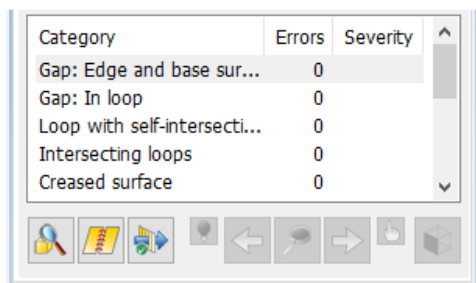 Category Errors Severity
Gap: Edge and base sur... 0
Gap: In loop 0
Loop with self-intersecti... 0
Intersecting loops 0
Creased surface 0